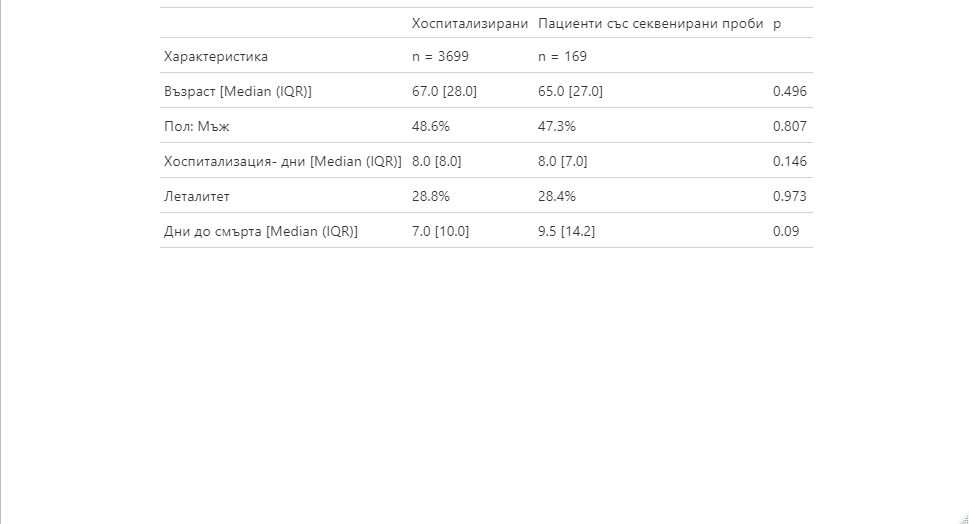 Хоспитализирани Пациенти със секвенирани проби p
Характеристика n = 3699 n = 169
Възраст [Median (IQR)] 67.0 [28.0] 65.0 [27.0] 0.496
Пол: Мъж 48.6% 47.3% 0.807
Хоспитализация- дни [Median (IQR)] 8.0 [8.0] 8.0 [7.0] 0.146
Леталитет 28.8% 28.4% 0.973
Дни до смърта [Median (IQR)] 7.0 [10.0] 9.5 [14.2] 0.09